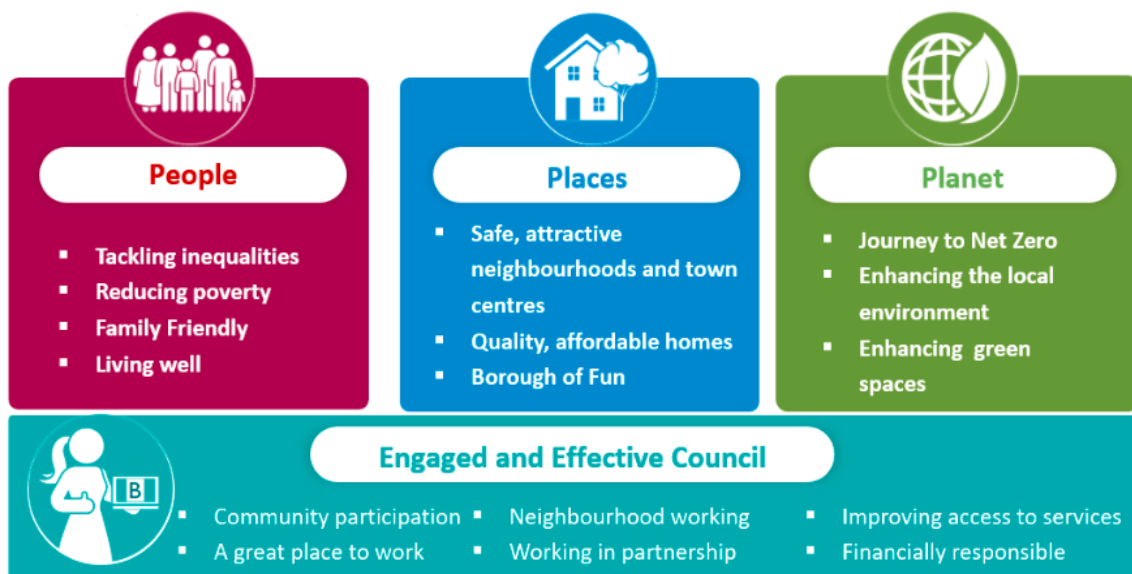 People
▪ Tackling inequalities
▪ Reducing poverty
▪ Family Friendly
▪ Living well
Places
▪ Safe, attractive
neighbourhoods and town
centres
▪ Quality, affordable homes
▪ Borough of Fun
Planet
▪ Journey to Net Zero
▪ Enhancing the local
environment
▪ Enhancing green
spaces
Engaged and Effective Council
B
▪ Community participation ▪ Neighbourhood working ▪ Improving access to services
▪ A great place to work ▪ Working in partnership ▪ Financially responsible